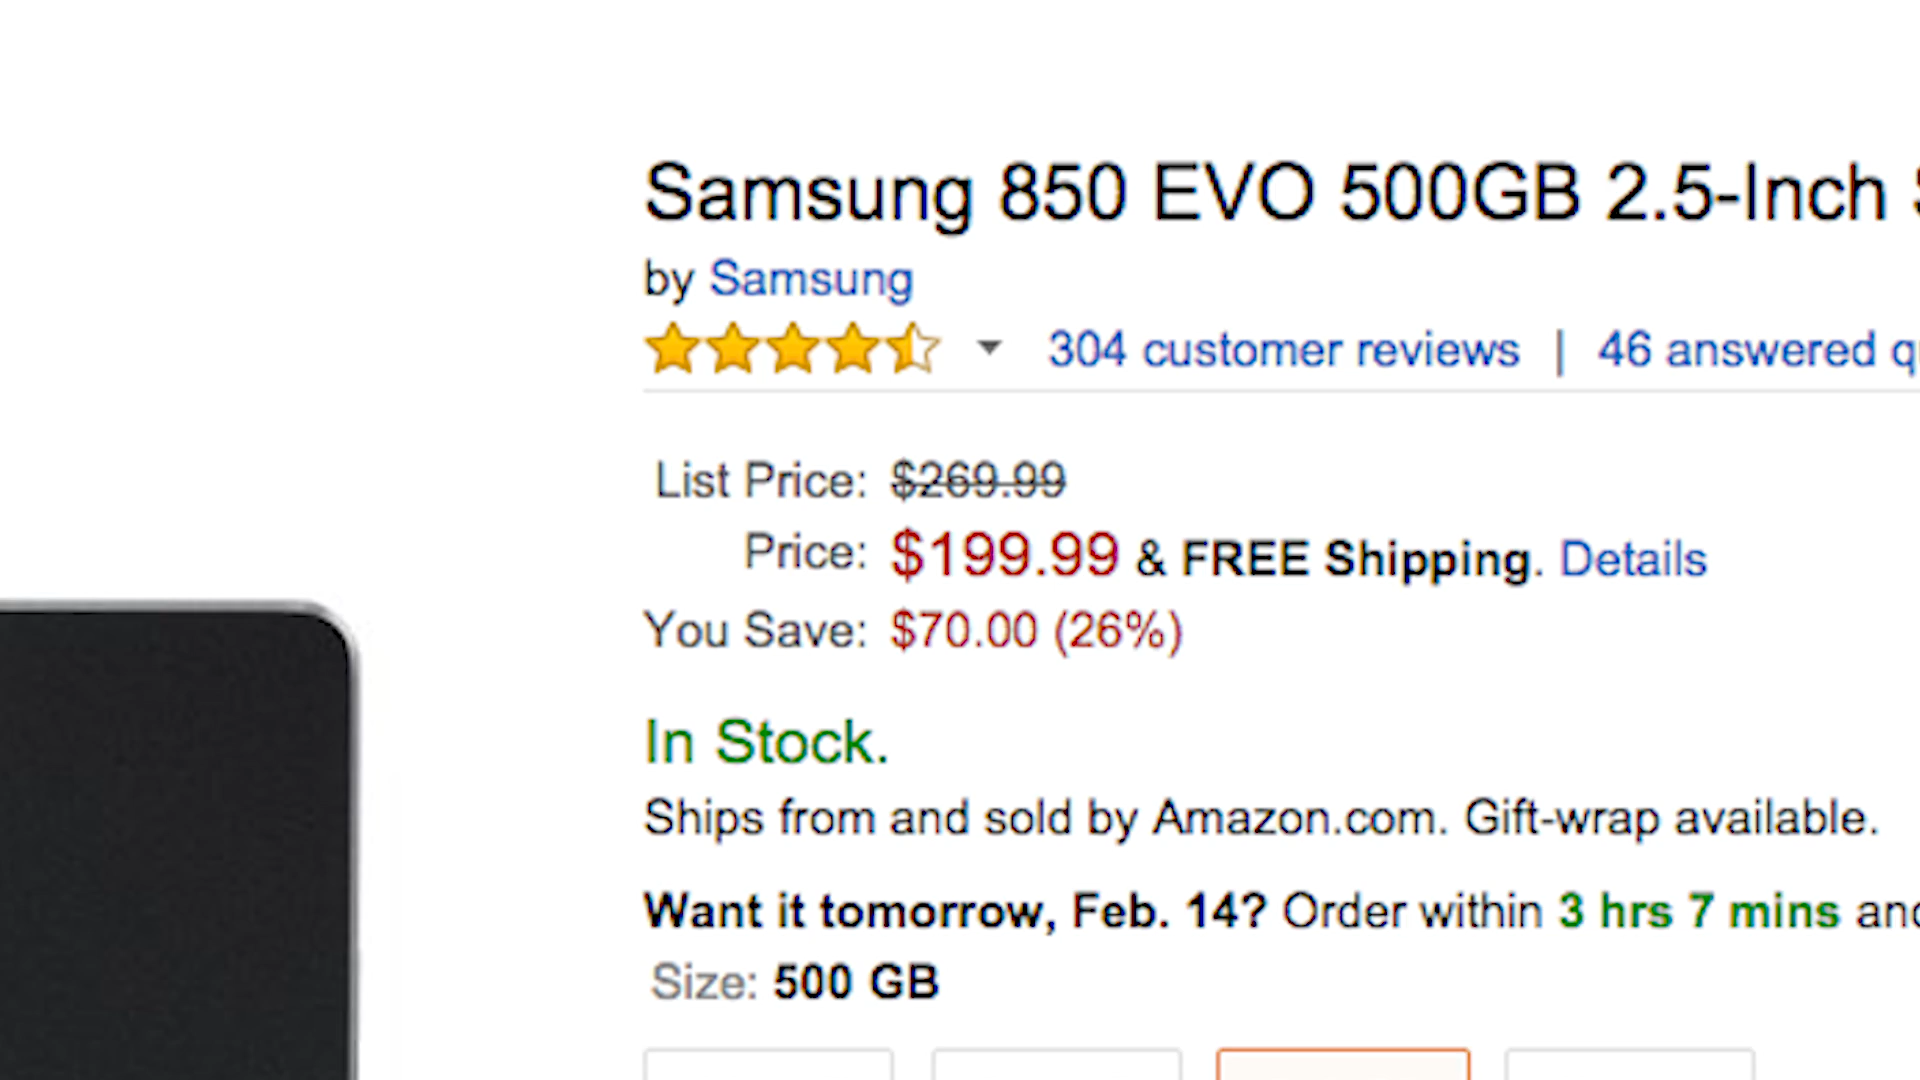 Samsung 850 EVO 500GB 2.5-Inch
by Samsung
304 customer reviews | 46 answered
List Price: $269.99
Price: $199.99 & FREE Shipping. Details
You Save: $70.00 (26%)
In Stock.
Ships from and sold by Amazon.com. Gift-wrap available.
Want it tomorrow, Feb. 14? Order within 3 hrs 7 mins and
Size: 500 GB